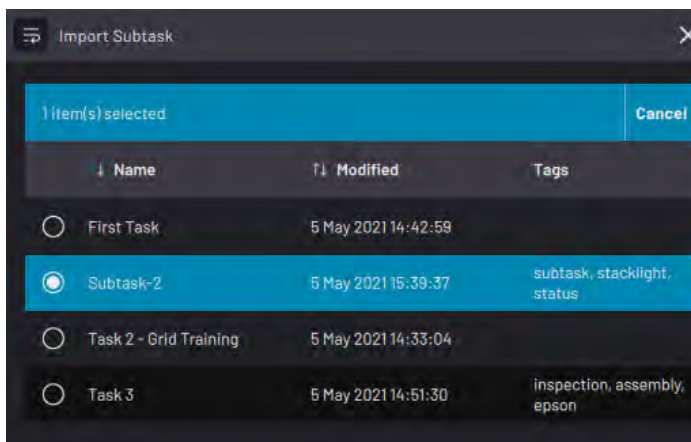 Import Subtask
1 item(s) selected
Cancel
↓ Name ↑↓ Modified Tags
First Task 5 May 2021 14:42:59
Subtask-2 5 May 2021 15:39:37 subtask, stacklight,
status
Task 2 - Grid Training 5 May 2021 14:33:04
Task 3 5 May 2021 14:51:30 inspection, assembly,
epson